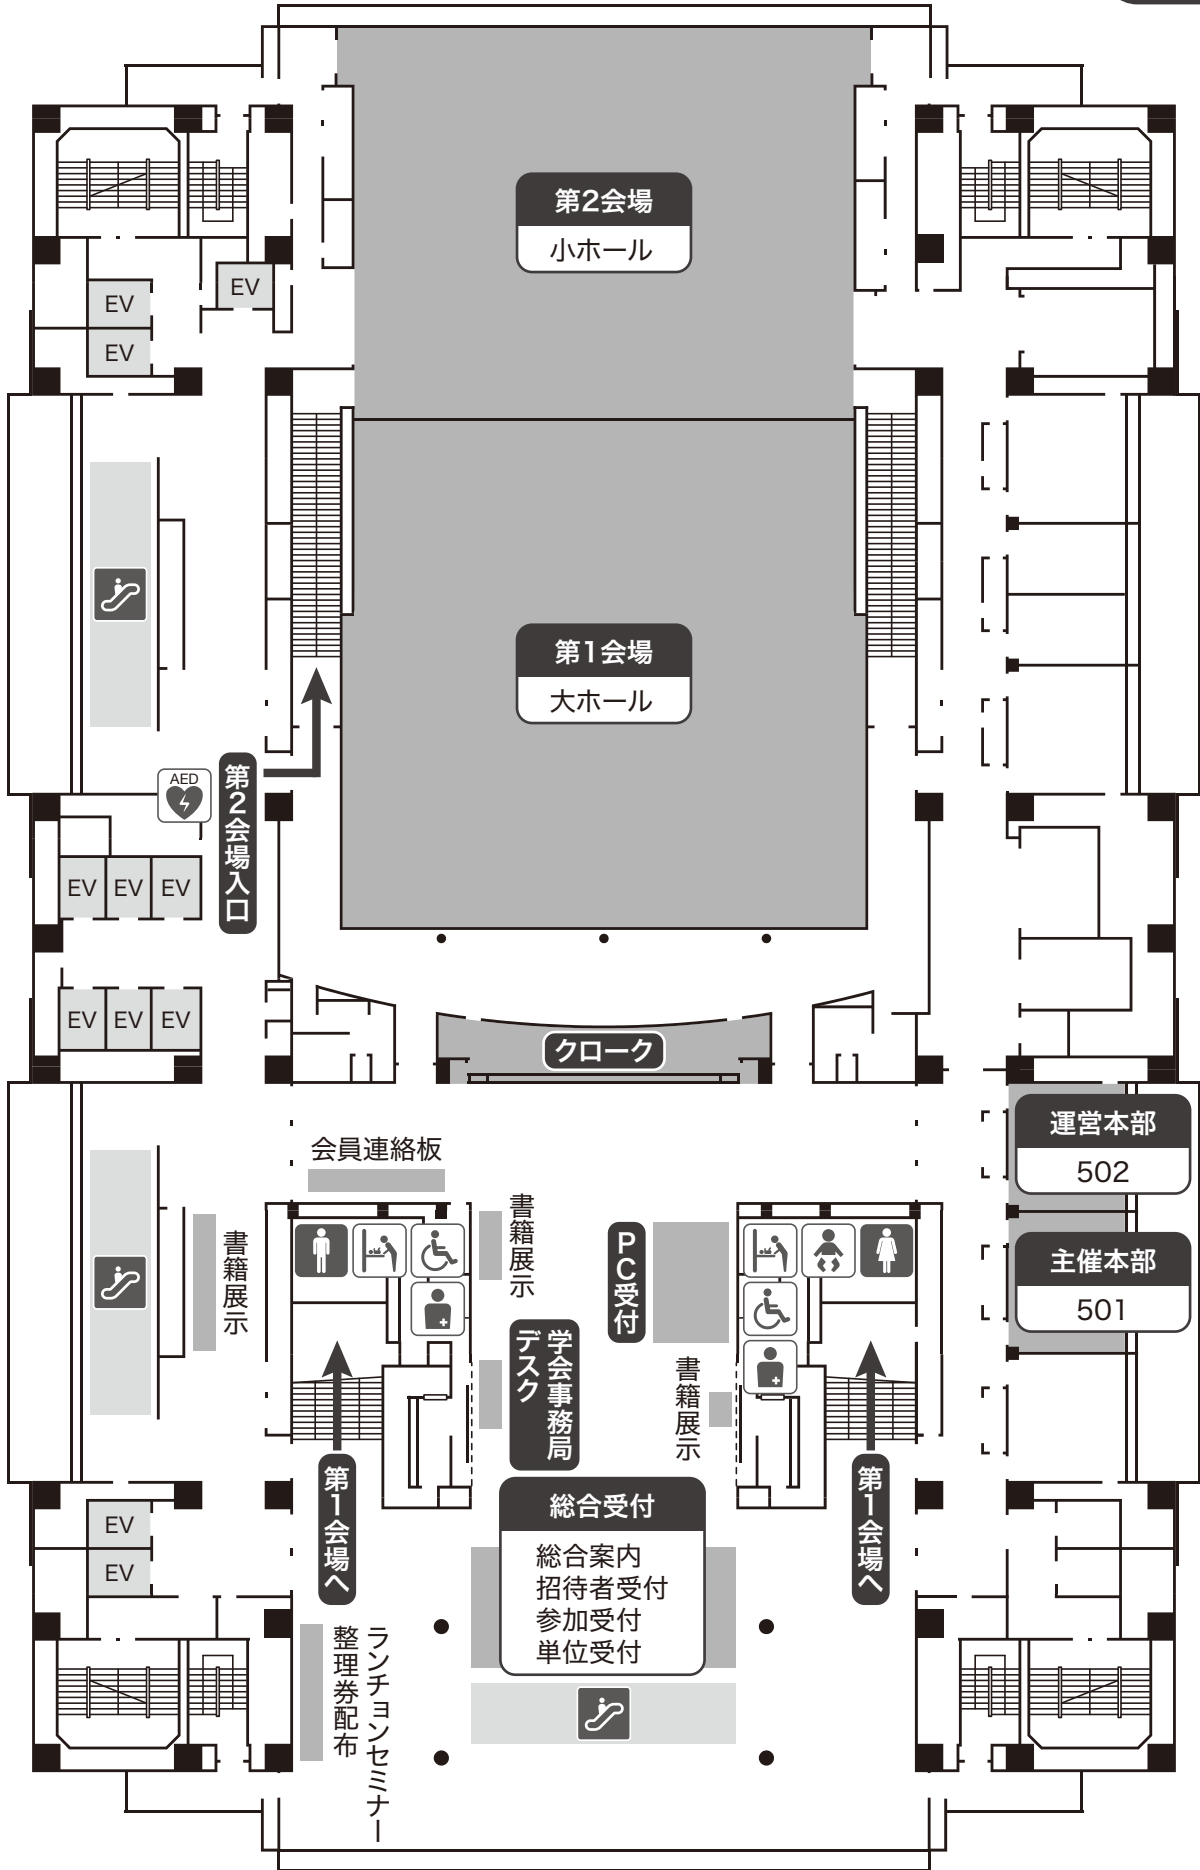 第2会場
小ホール
EV
EV
EV
第1会場
大ホール
AED
第2会場入口
EV
EV
EV
EV
EV
EV
クローク
運営本部
502
主催本部
501
会員連絡板
書籍展示
書籍展示
PC受付
学会事務局
デスク
書籍展示
第1会場へ
第1会場へ
総合受付
総合案内
招待者受付
参加受付
単位受付
EV
EV
ランチョンセミナー
整理券配布